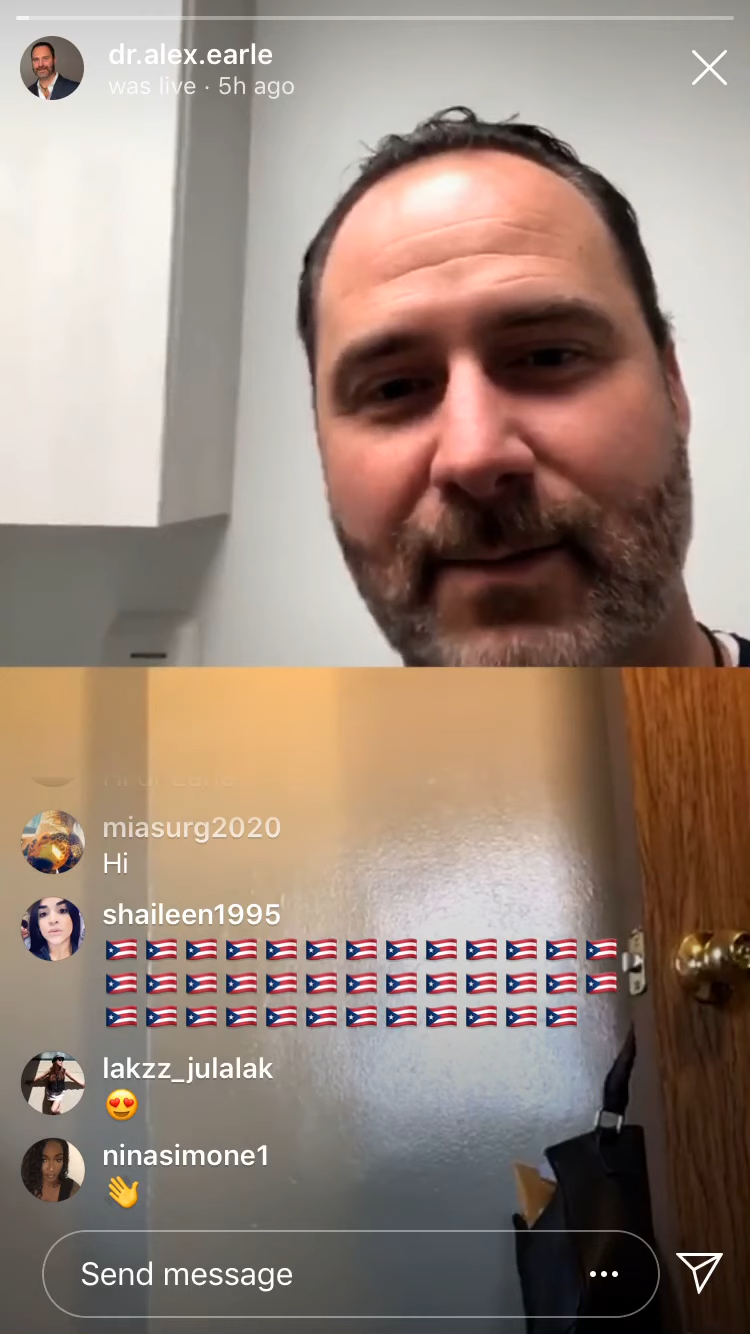 dr.alex.earle
was live · 5h ago
miasurg2020
Hi
shaileen1995
🇵🇷🇵🇷🇵🇷🇵🇷🇵🇷🇵🇷🇵🇷🇵🇷🇵🇷🇵🇷🇵🇷🇵🇷🇵🇷
🇵🇷🇵🇷🇵🇷🇵🇷🇵🇷🇵🇷🇵🇷🇵🇷🇵🇷🇵🇷🇵🇷🇵🇷🇵🇷
🇵🇷🇵🇷🇵🇷🇵🇷🇵🇷🇵🇷🇵🇷🇵🇷🇵🇷🇵🇷🇵🇷🇵🇷
lakzz_julalak
😍
ninasimone1
👋
Send message